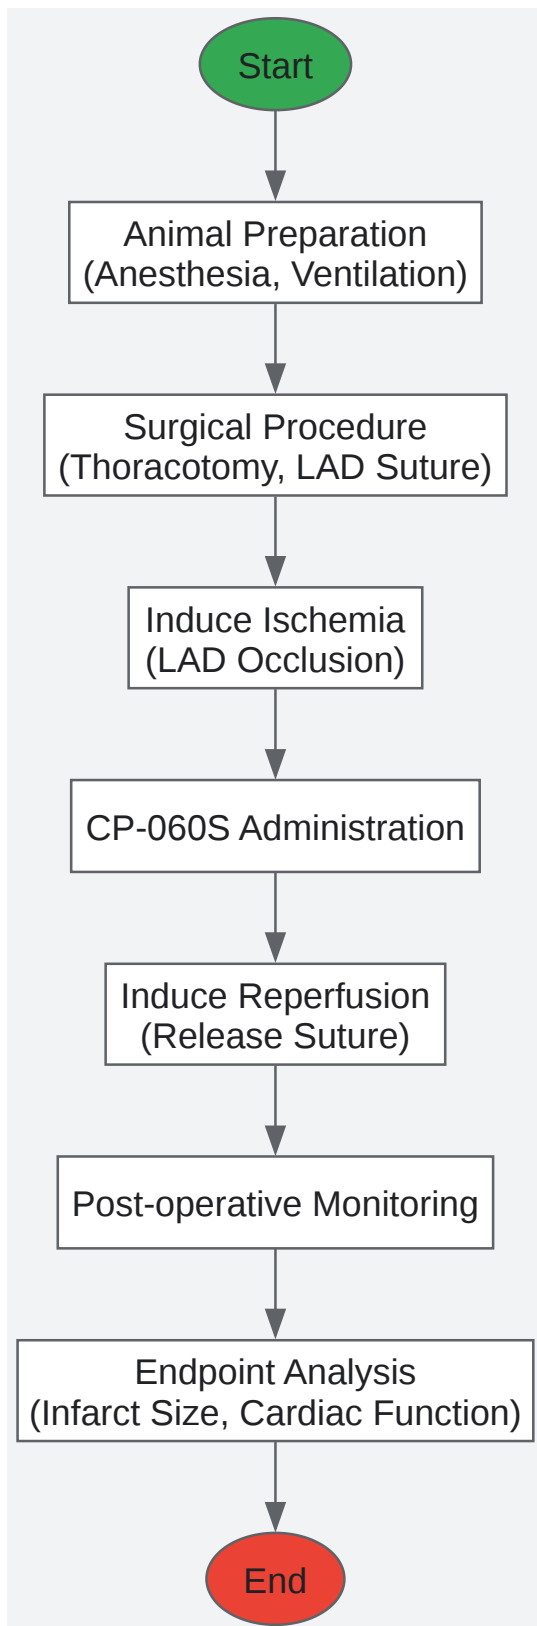 Start
Animal Preparation
(Anesthesia, Ventilation)
Surgical Procedure
(Thoracotomy, LAD Suture)
Induce Ischemia
(LAD Occlusion)
CP-060S Administration
Induce Reperfusion
(Release Suture)
Post-operative Monitoring
Endpoint Analysis
(Infarct Size, Cardiac Function)
End